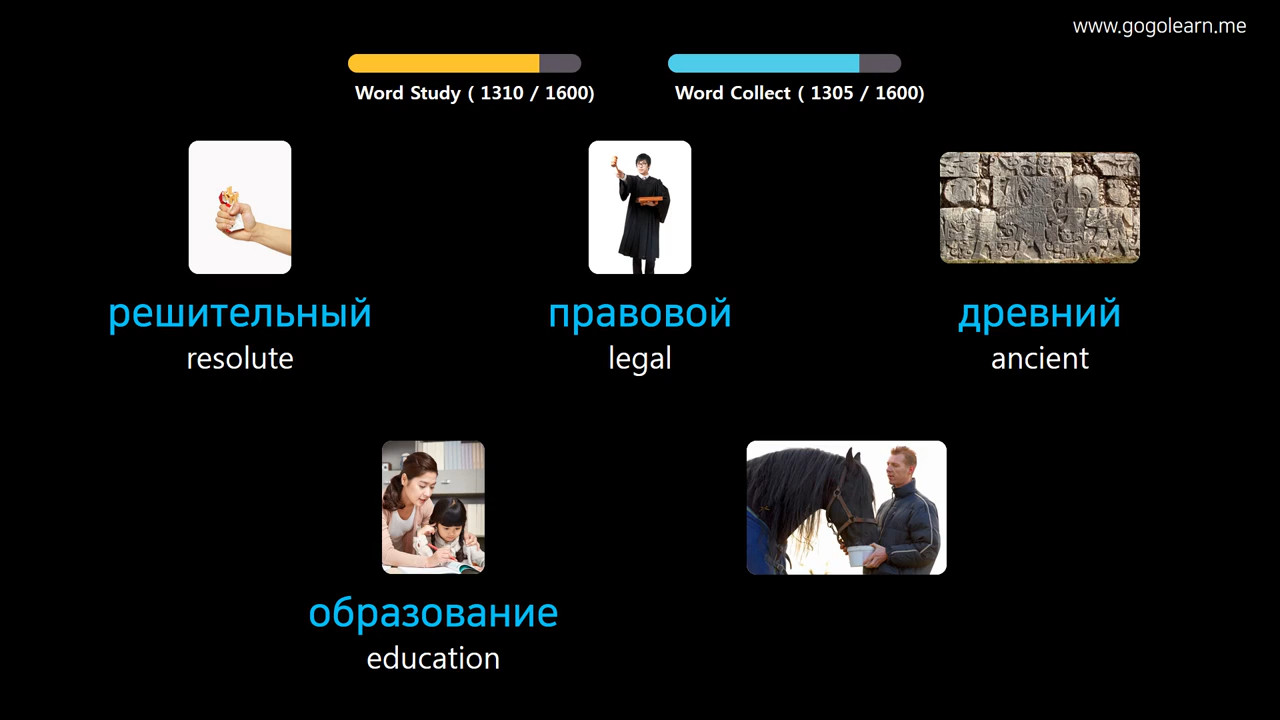 www.gogolearn.me
Word Study ( 1310 / 1600)
Word Collect ( 1305 / 1600)
решительный
resolute
правовой
legal
древний
ancient
образование
education